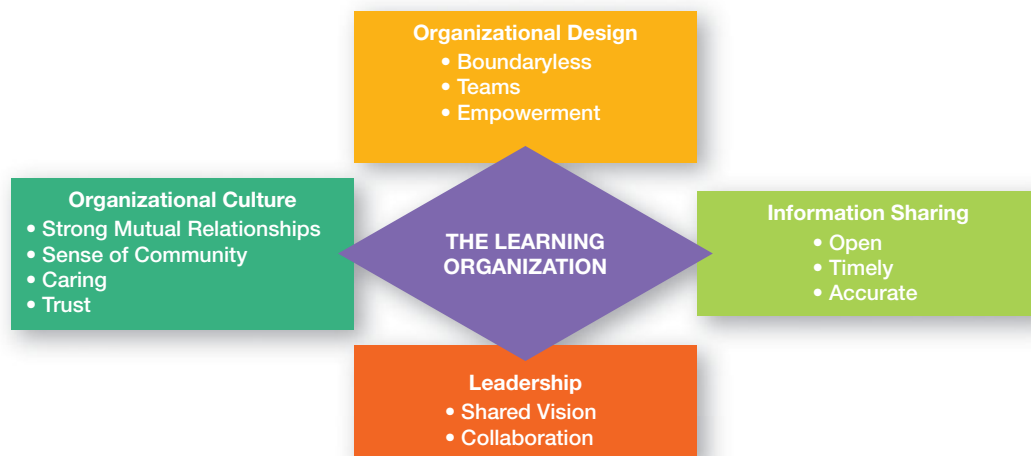 Organizational Design
• Boundaryless
• Teams
• Empowerment
Organizational Culture
• Strong Mutual Relationships
• Sense of Community
• Caring
• Trust
THE LEARNING
ORGANIZATION
Information Sharing
• Open
• Timely
• Accurate
Leadership
• Shared Vision
• Collaboration